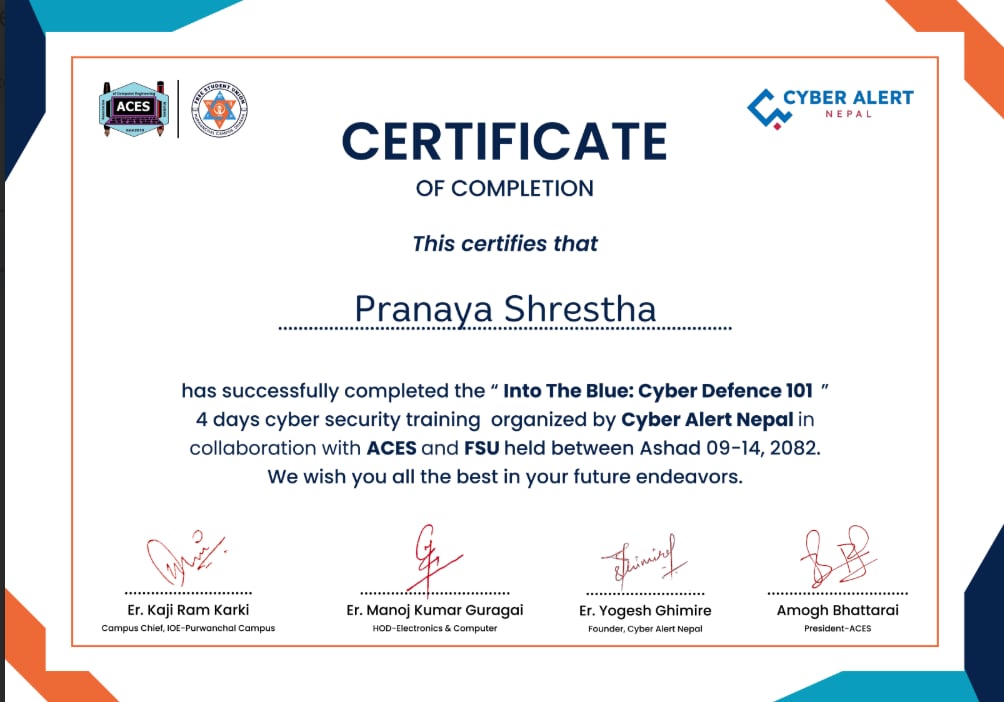 of Computer Engineering
ACES
FREE STUDENT UNION
CYBER ALERT
NEPAL
CERTIFICATE
OF COMPLETION
This certifies that
Pranaya Shrestha
has successfully completed the “ Into The Blue: Cyber Defence 101 ”
4 days cyber security training organized by Cyber Alert Nepal in
collaboration with ACES and FSU held between Ashad 09-14, 2082.
We wish you all the best in your future endeavors.
Er. Kaji Ram Karki
Campus Chief, IOE-Purwanchal Campus
Er. Manoj Kumar Guragai
HOD-Electronics & Computer
Er. Yogesh Ghimire
Founder, Cyber Alert Nepal
Amogh Bhattarai
President-ACES